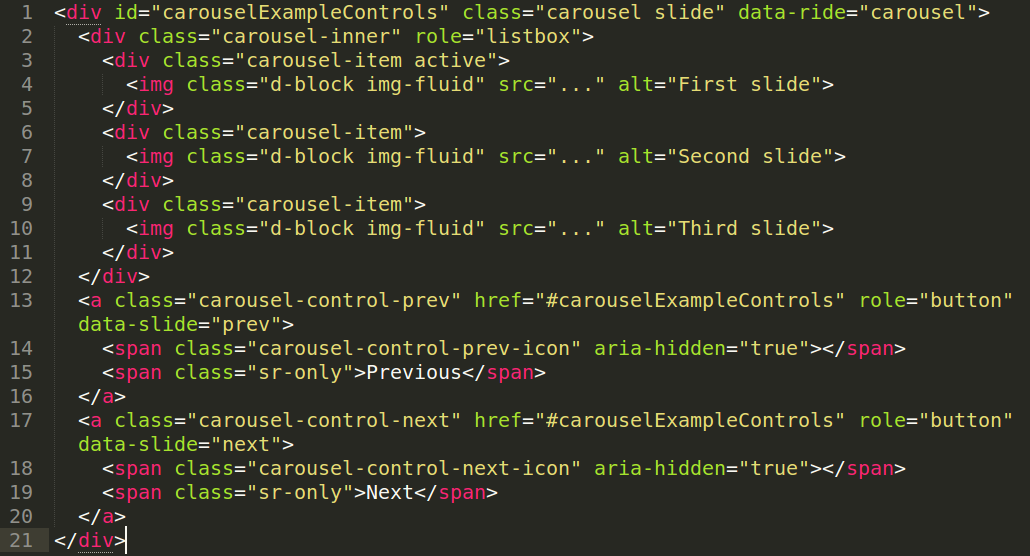 1 <div id="carouselExampleControls" class="carousel slide" data-ride="carousel">
2   <div class="carousel-inner" role="listbox">
3     <div class="carousel-item active">
4       <img class="d-block img-fluid" src="..." alt="First slide">
5     </div>
6     <div class="carousel-item">
7       <img class="d-block img-fluid" src="..." alt="Second slide">
8     </div>
9     <div class="carousel-item">
10       <img class="d-block img-fluid" src="..." alt="Third slide">
11     </div>
12   </div>
13   <a class="carousel-control-prev" href="#carouselExampleControls" role="button"
data-slide="prev">
14     <span class="carousel-control-prev-icon" aria-hidden="true"></span>
15     <span class="sr-only">Previous</span>
16   </a>
17   <a class="carousel-control-next" href="#carouselExampleControls" role="button"
data-slide="next">
18     <span class="carousel-control-next-icon" aria-hidden="true"></span>
19     <span class="sr-only">Next</span>
20   </a>
21 </div>